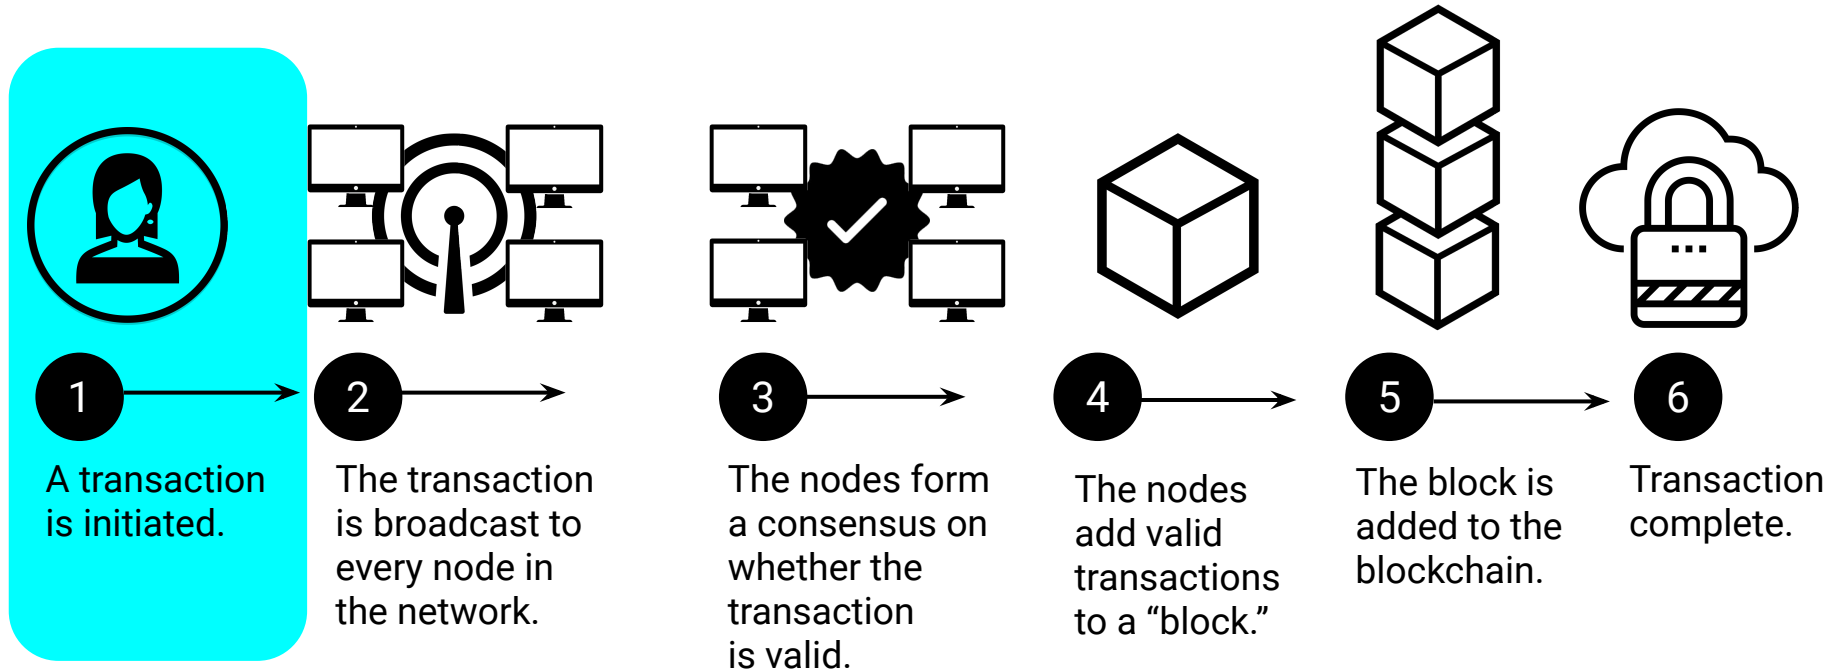 1
A transaction
is initiated.
2
The transaction
is broadcast to
every node in
the network.
3
The nodes form
a consensus on
whether the
transaction
is valid.
4
The nodes
add valid
transactions
to a “block.”
5
The block is
added to the
blockchain.
6
Transaction
complete.